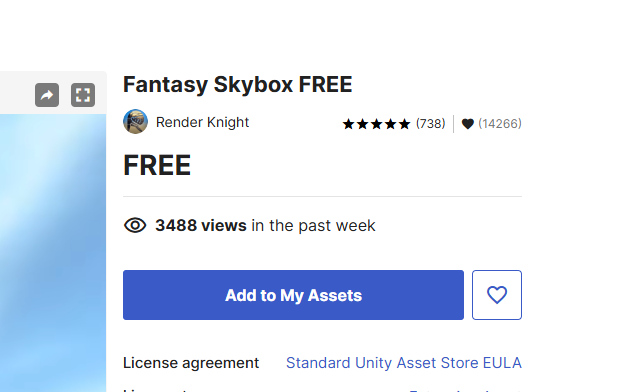 Fantasy Skybox FREE
Render Knight
(738)
(14266)
FREE
3488 views in the past week
Add to My Assets
License agreement
Standard Unity Asset Store EULA